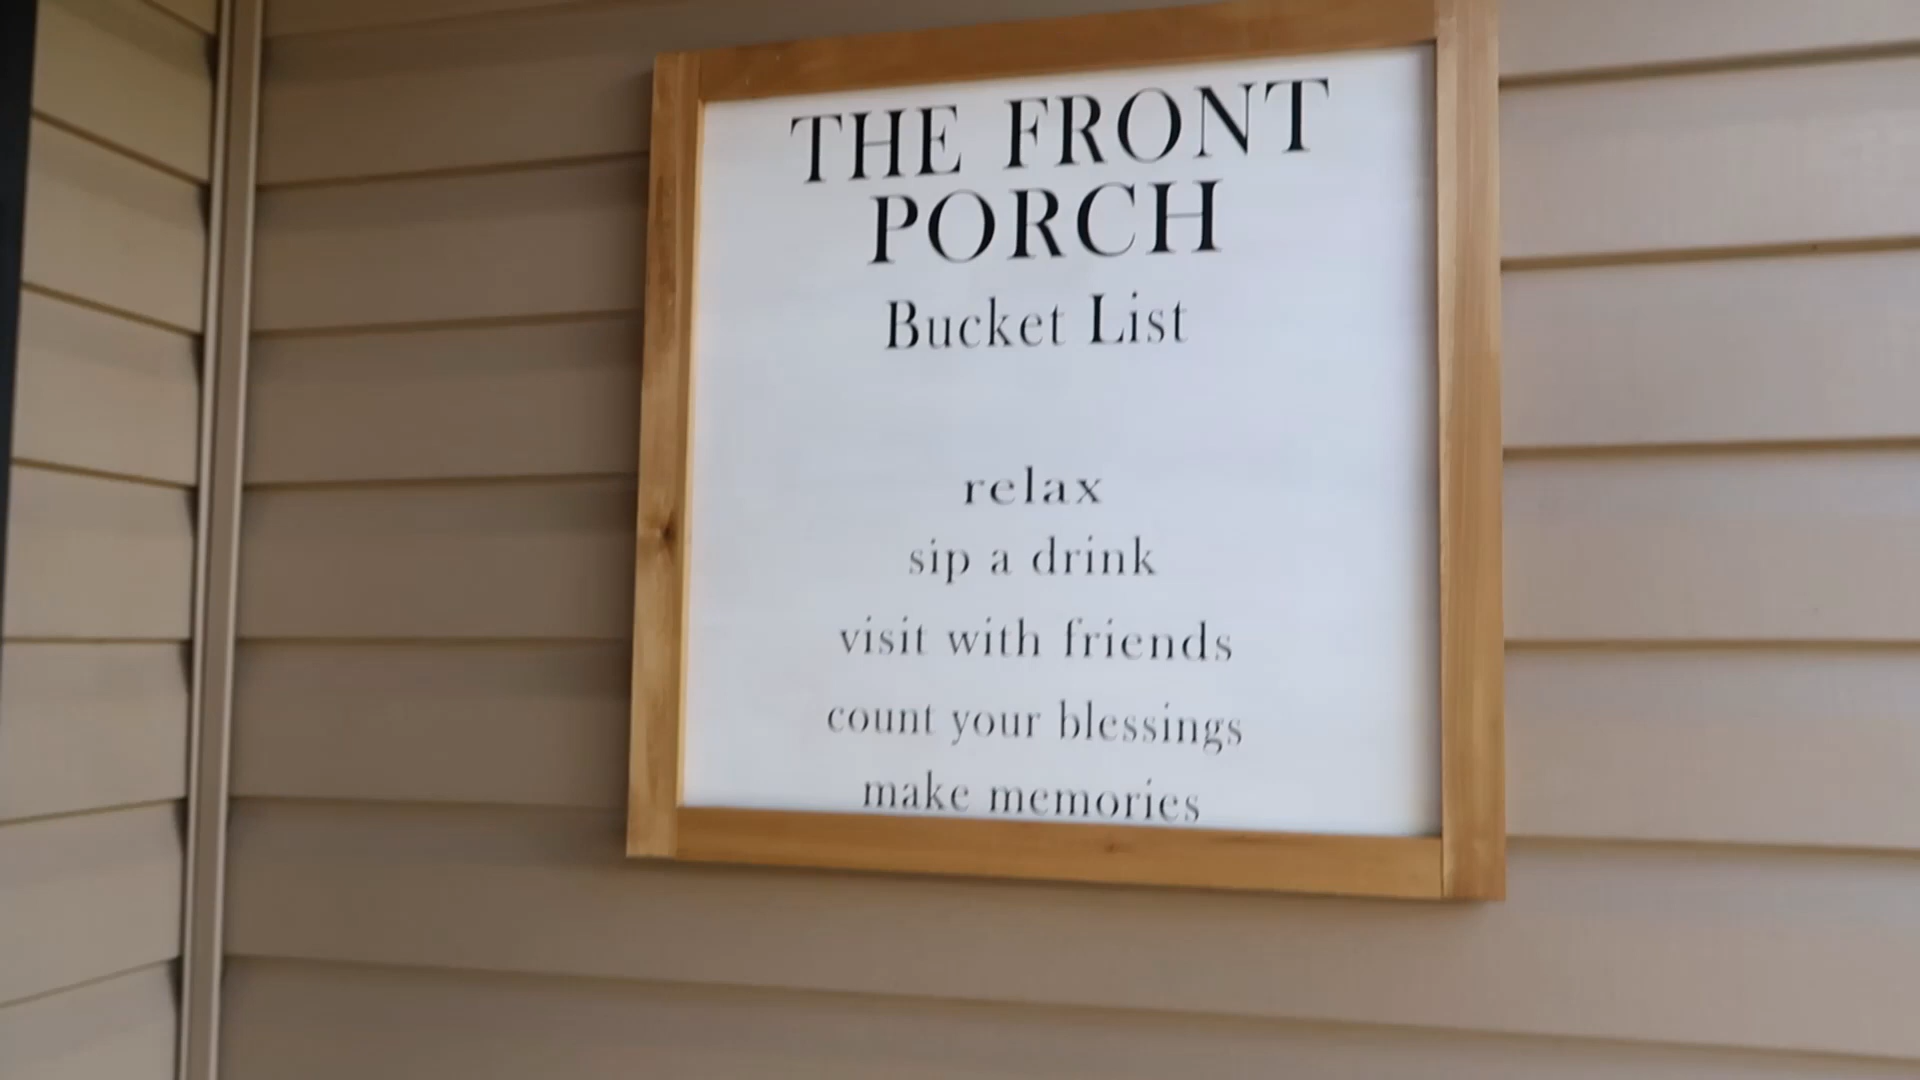 THE FRONT
PORCH
Bucket List
relax
sip a drink
visit with friends
count your blessings
make memories